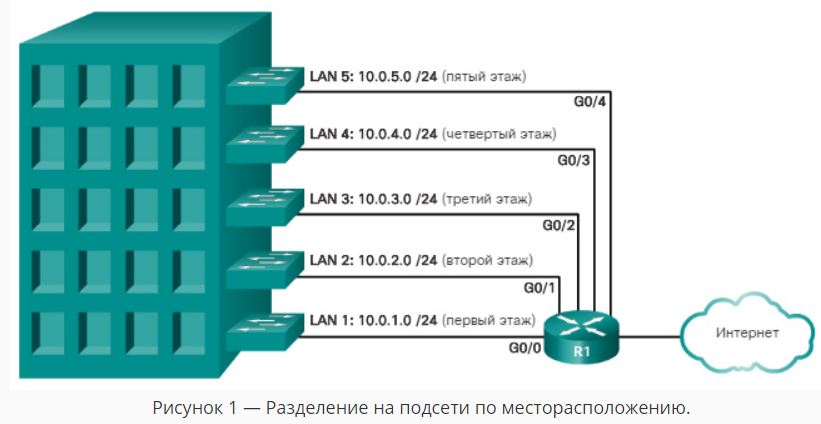 LAN 5: 10.0.5.0 /24 (пятый этаж)
G0/4
LAN 4: 10.0.4.0 /24 (четвертый этаж)
G0/3
LAN 3: 10.0.3.0 /24 (третий этаж)
G0/2
LAN 2: 10.0.2.0 /24 (второй этаж)
G0/1
LAN 1: 10.0.1.0 /24 (первый этаж)
G0/0
R1
Интернет
Рисунок 1 — Разделение на подсети по месторасположению.